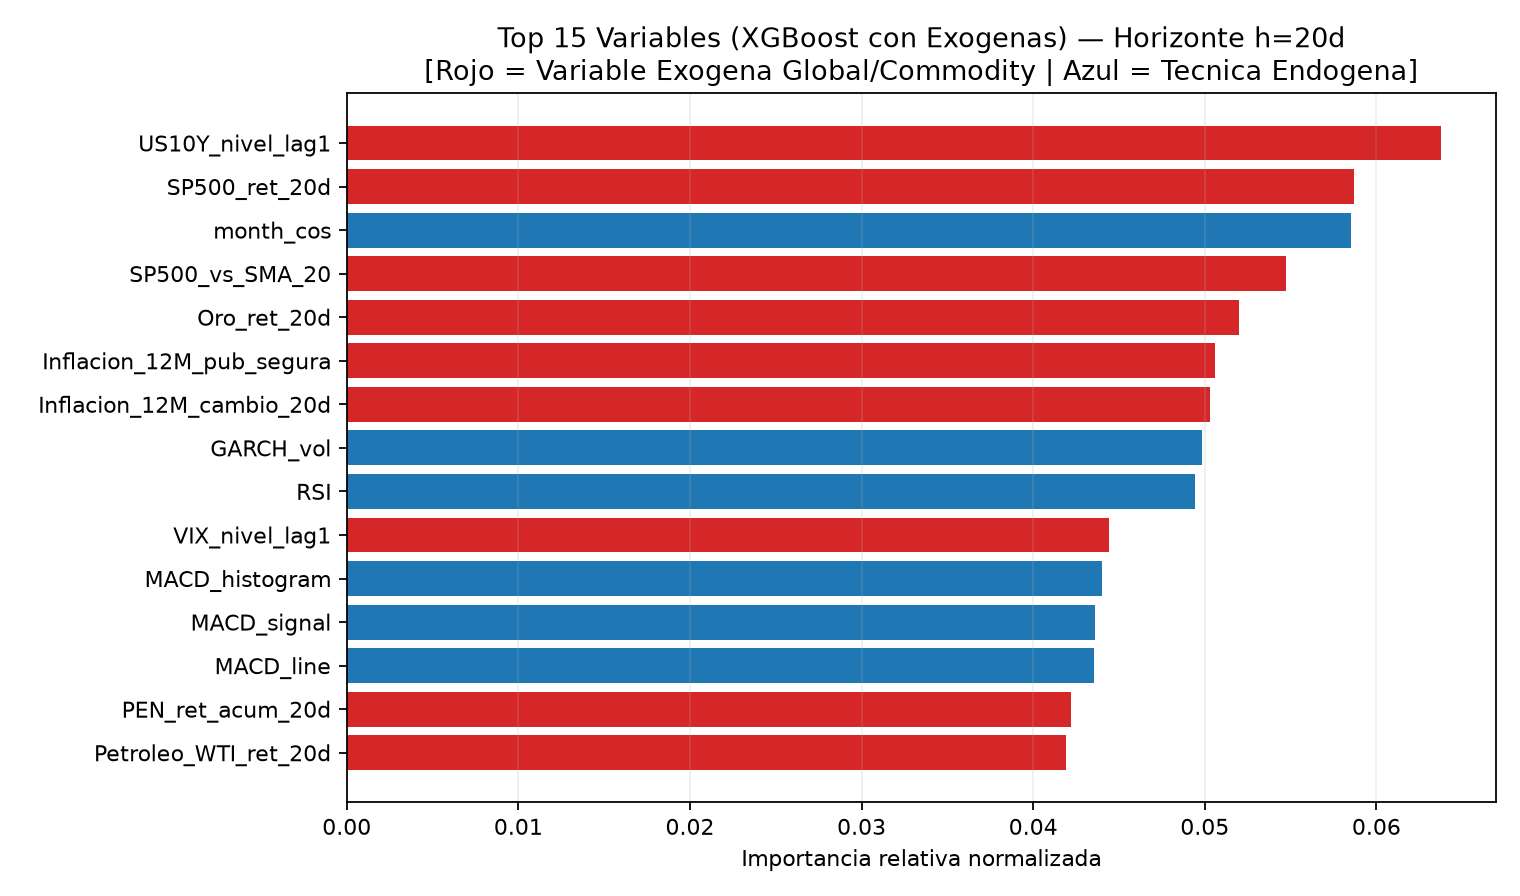 Top 15 Variables (XGBoost con Exogenas) — Horizonte h=20d
[Rojo = Variable Exogena Global/Commodity | Azul = Tecnica Endogena]
US10Y_nivel_lag1
SP500_ret_20d
month_cos
SP500_vs_SMA_20
Oro_ret_20d
Inflacion_12M_pub_segura
Inflacion_12M_cambio_20d
GARCH_vol
RSI
VIX_nivel_lag1
MACD_histogram
MACD_signal
MACD_line
PEN_ret_acum_20d
Petroleo_WTI_ret_20d
0.00 0.01 0.02 0.03 0.04 0.05 0.06
Importancia relativa normalizada